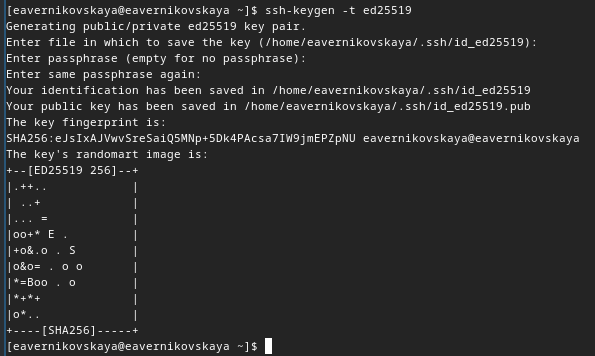 [eavernikovskaya@eavernikovskaya ~]$ ssh-keygen -t ed25519
Generating public/private ed25519 key pair.
Enter file in which to save the key (/home/eavernikovskaya/.ssh/id_ed25519):
Enter passphrase (empty for no passphrase):
Enter same passphrase again:
Your identification has been saved in /home/eavernikovskaya/.ssh/id_ed25519
Your public key has been saved in /home/eavernikovskaya/.ssh/id_ed25519.pub
The key fingerprint is:
SHA256:eJsIxAJVwvSreSaiQ5MNp+5Dk4PAcsa7IW9jmEPZpNU eavernikovskaya@eavernikovskaya
The key's randomart image is:
+--[ED25519 256]--+
|.++..            |
| ..+             |
|... =            |
|oo+* E .         |
|+o&.o . S        |
|o&o= . o o       |
|*=Boo . o        |
|*+*+             |
|o*..             |
+----[SHA256]-----+
[eavernikovskaya@eavernikovskaya ~]$